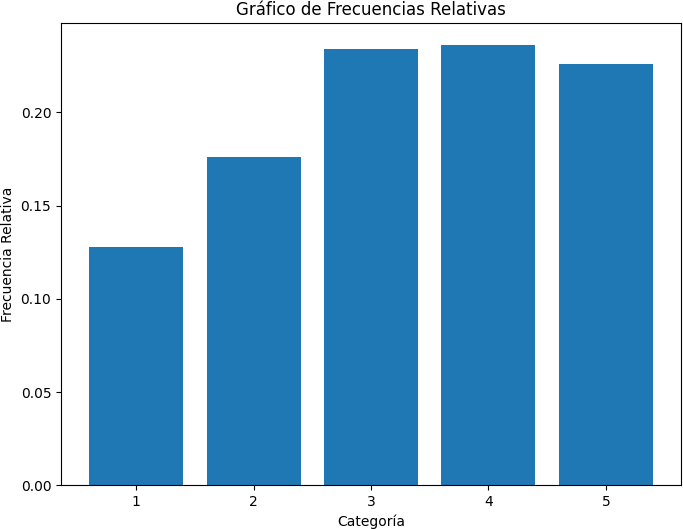 Gráfico de Frecuencias Relativas
Frecuencia Relativa
0.20
0.15
0.10
0.05
0.00
1 2 3 4 5
Categoría